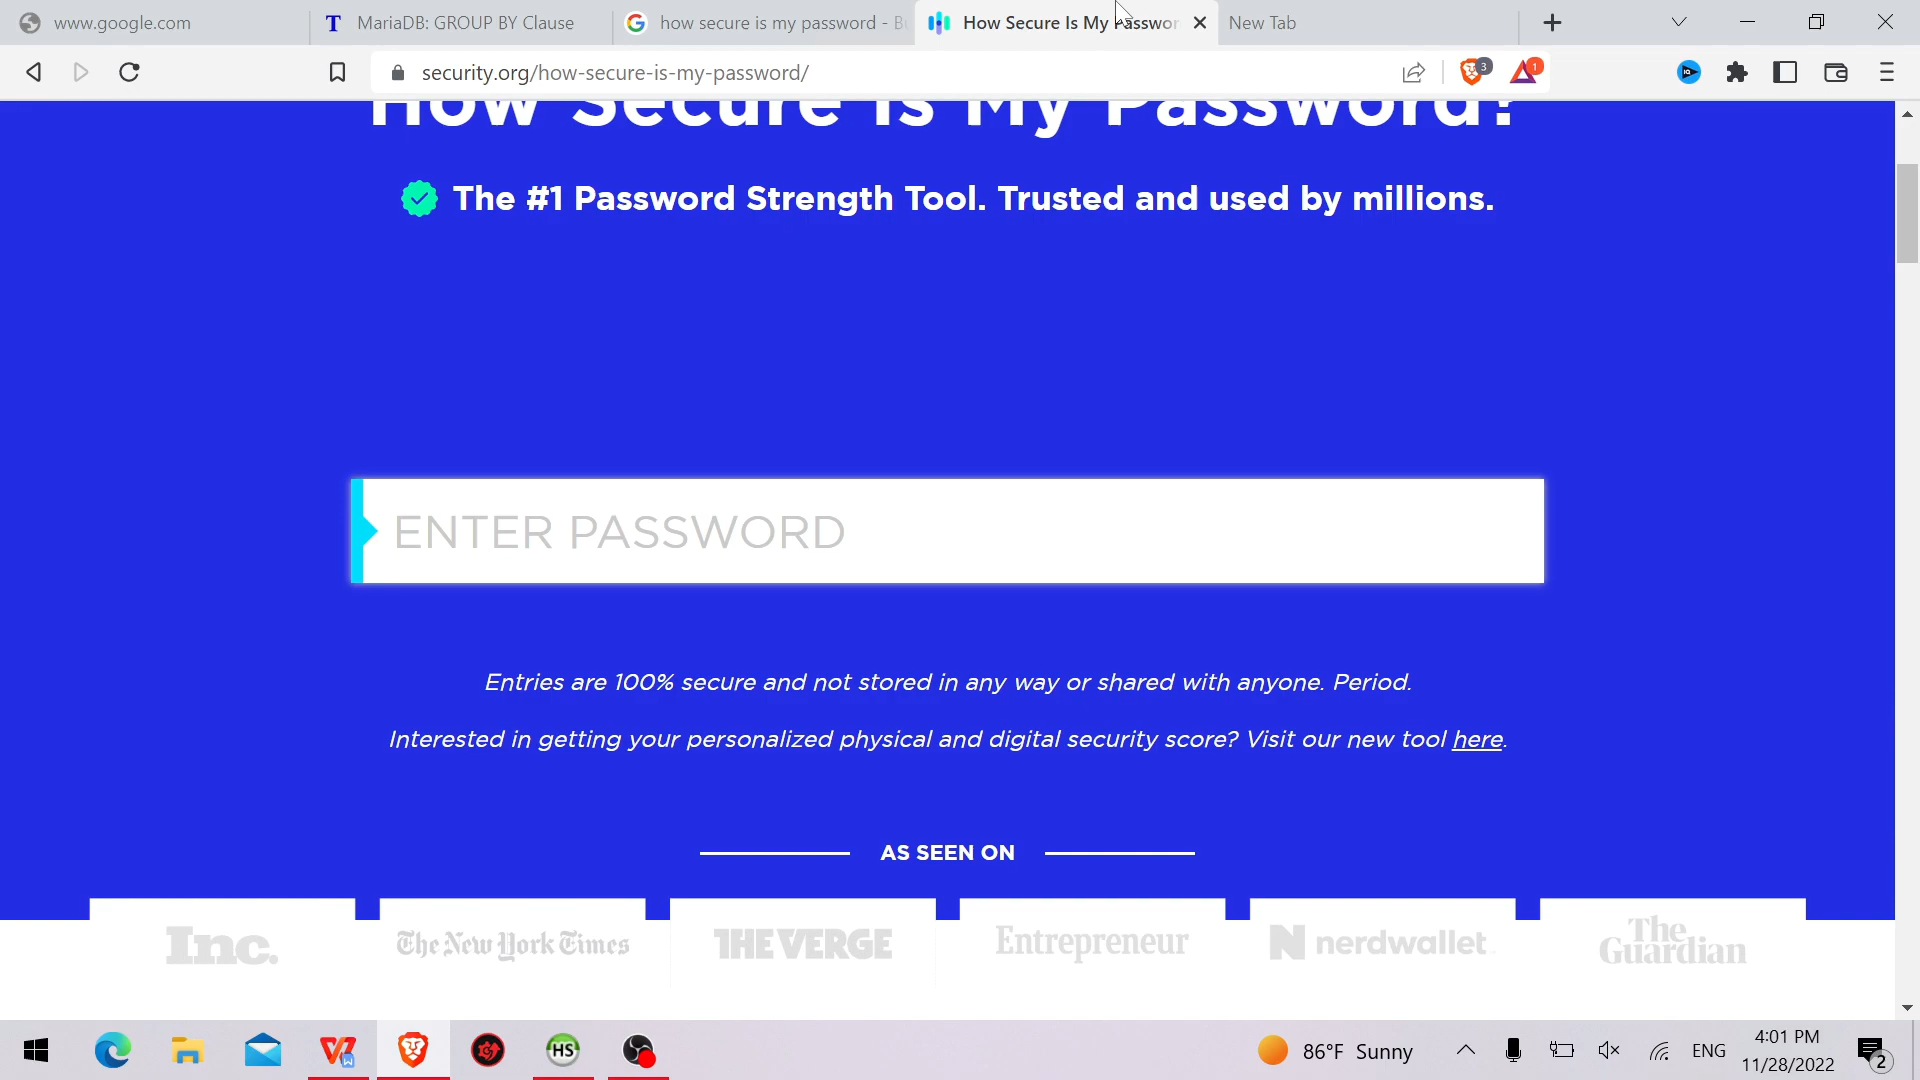 www.google.com
MariaDB: GROUP BY Clause
how secure is my password - B
How Secure Is My Passwor
New Tab
security.org/how-secure-is-my-password/
3
1
How Secure Is My Password?
The #1 Password Strength Tool. Trusted and used by millions.
ENTER PASSWORD
Entries are 100% secure and not stored in any way or shared with anyone. Period.
Interested in getting your personalized physical and digital security score? Visit our new tool here.
AS SEEN ON
Inc.
The New York Times
THE VERGE
Entrepreneur
nerdwallet
The Guardian
HS
86°F Sunny
ENG
4:01 PM
11/28/2022
2